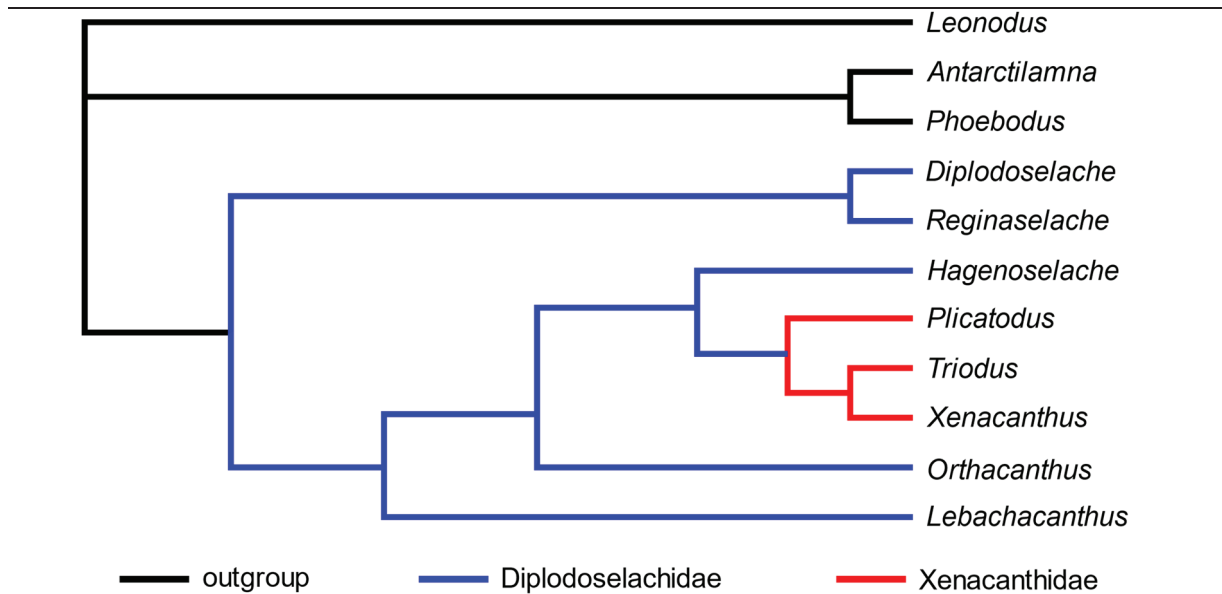 Leonodus
Antarctilamna
Phoebodus
Diplodoselache
Reginaselache
Hagenoselache
Plicatodus
Triodus
Xenacanthus
Orthacanthus
Lebachacanthus
outgroup Diplodoselachidae Xenacanthidae